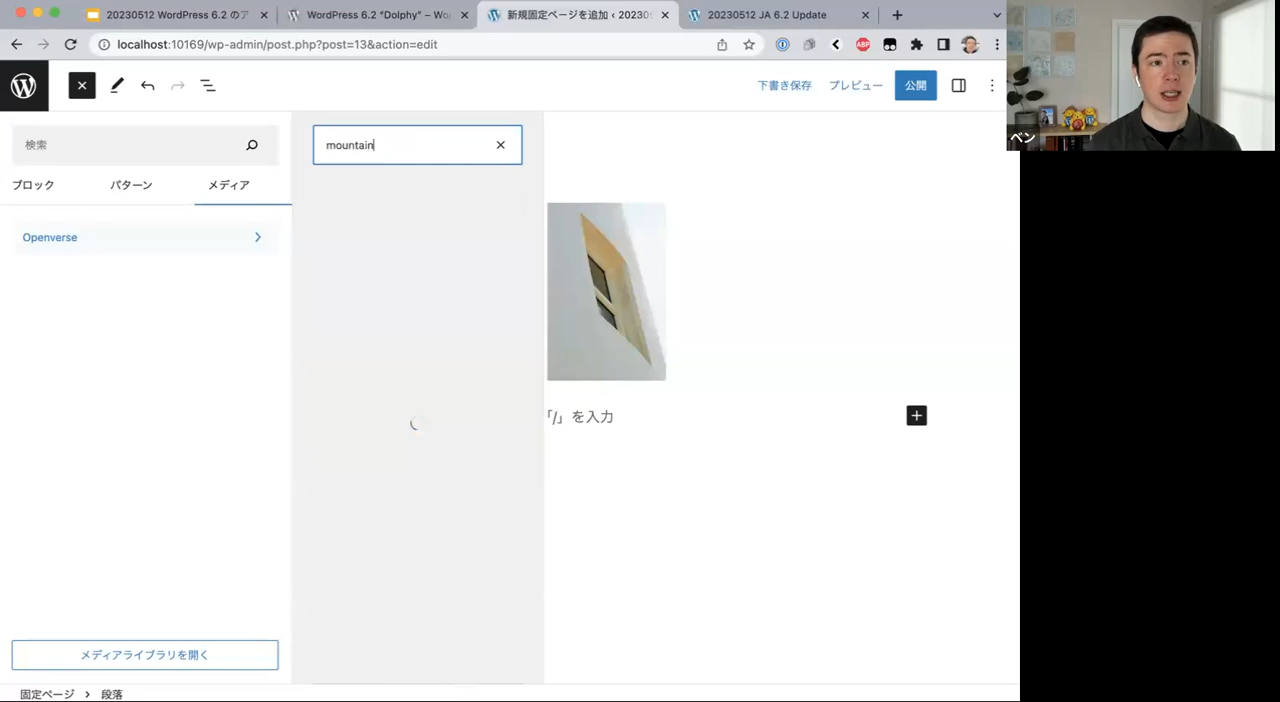 20230512 WordPress 6.2 のア
WordPress 6.2 “Dolphy” – Wo
新規固定ページを追加 ‹ 20230
20230512 JA 6.2 Update
localhost:10169/wp-admin/post.php?post=13&action=edit
ABP
下書き保存
プレビュー
公開
ベン
検索
mountain
ブロック
パターン
メディア
Openverse
「/」を入力
メディアライブラリを開く
固定ページ > 段落